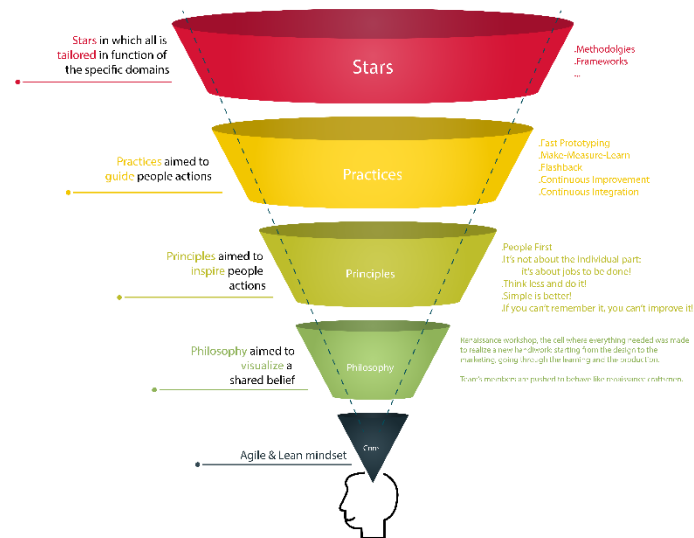 Stars in which all is
tailored in function of
the specific domains
Stars
.Methodolgies
.Frameworks
...
Practices aimed to
guide people actions
Practices
.Fast Prototyping
.Make-Measure-Learn
.Flashback
.Continuous Improvement
.Continuous Integration
Principles aimed to
inspire people
actions
Principles
.People First
.It's not about the individual part:
it's about jobs to be done!
.Think less and do it!
.Simple is better!
.If you can't remember it, you can't improve it!
Philosophy aimed to
visualize a
shared belief
Philosophy
Renaissance workshop, the cell where everything needed was made
to realize a new handiwork: starting from the design to the
marketing, going through the learning and the production.
Team's members are pushed to behave like renaissance craftsmen.
Agile & Lean mindset